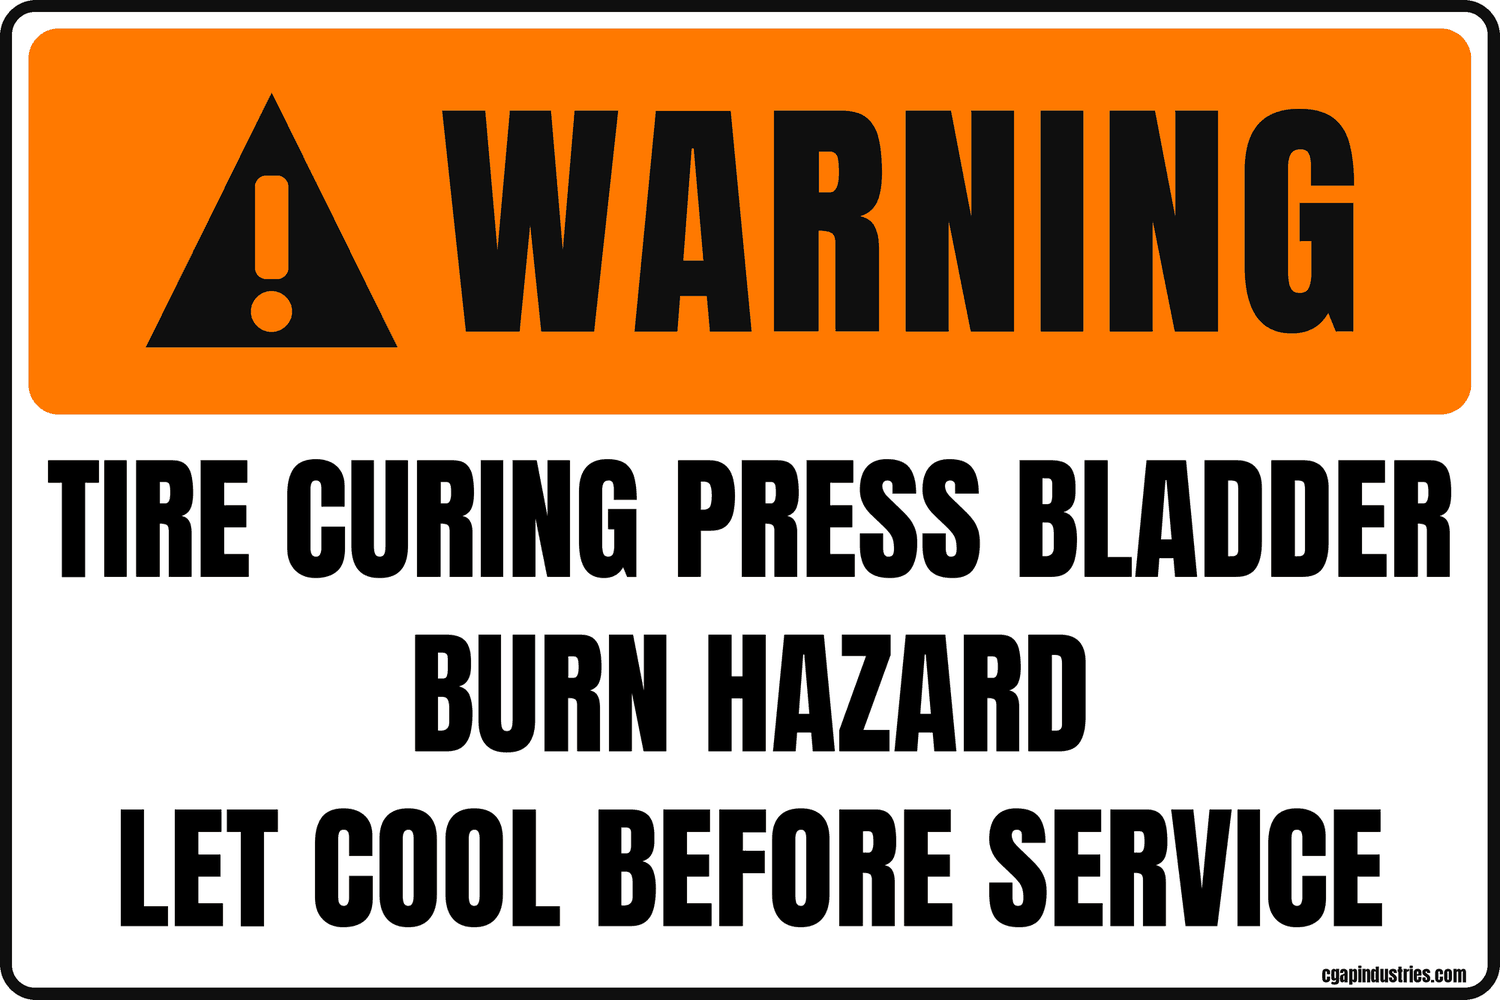 WARNING
TIRE CURING PRESS BLADDER
BURN HAZARD
LET COOL BEFORE SERVICE
cgapindustries.com